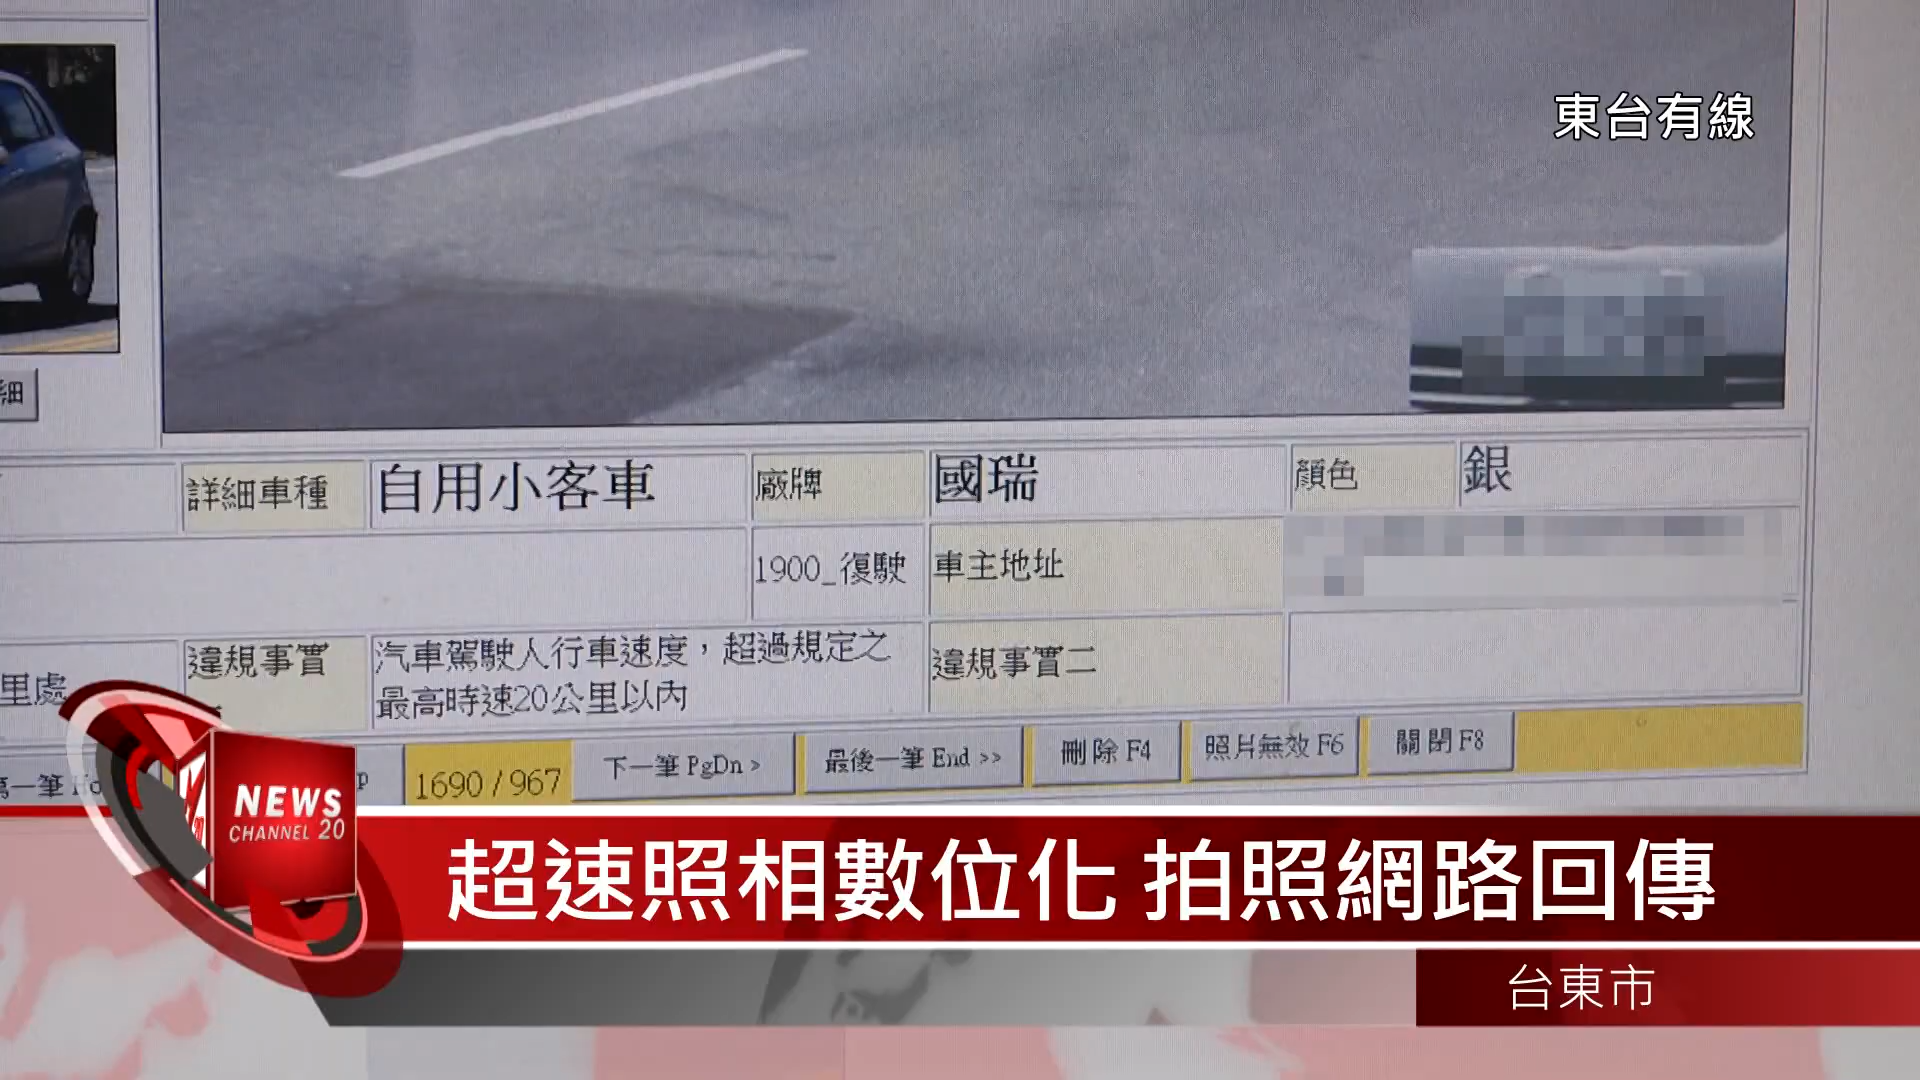 東台有線
細
詳細車種 自用小客車 廠牌 國瑞 顏色 銀
1900_復駛 車主地址
里處 違規事實 汽車駕駛人行車速度，超過規定之 違規事實二
最高時速20公里以內
一筆 1690 / 967 下一筆 PgDn > 最後一筆 End >> 刪除 F4 照片無效 F6 關閉 F8
NEWS
CHANNEL 20
超速照相數位化 拍照網路回傳
台東市